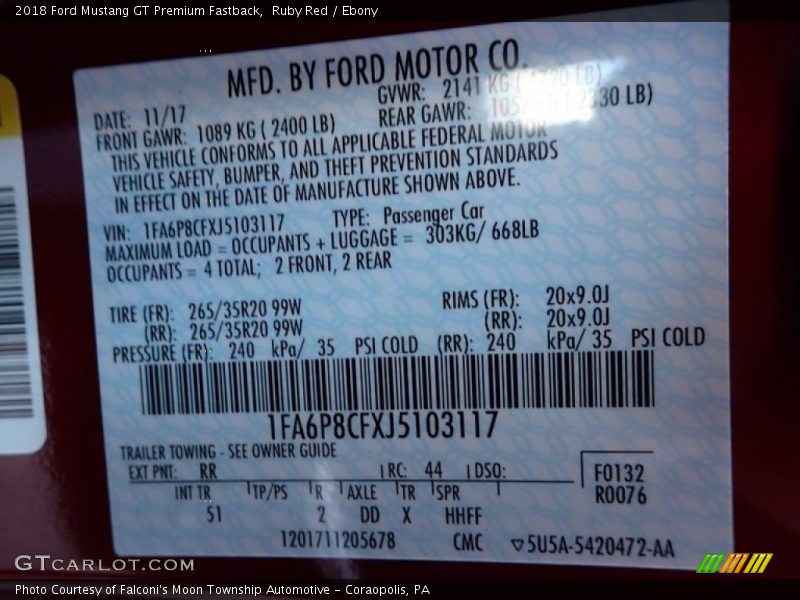 2018 Ford Mustang GT Premium Fastback,  Ruby Red / Ebony
MFD. BY FORD MOTOR CO.
DATE: 11/17 GVWR: 2141 KG ( 4720 LB)
FRONT GAWR: 1089 KG ( 2400 LB) REAR GAWR: 1057 KG ( 2330 LB)
THIS VEHICLE CONFORMS TO ALL APPLICABLE FEDERAL MOTOR
VEHICLE SAFETY, BUMPER, AND THEFT PREVENTION STANDARDS
IN EFFECT ON THE DATE OF MANUFACTURE SHOWN ABOVE.
VIN: 1FA6P8CFXJ5103117 TYPE: Passenger Car
MAXIMUM LOAD = OCCUPANTS + LUGGAGE = 303KG/ 668LB
OCCUPANTS = 4 TOTAL; 2 FRONT, 2 REAR
TIRE (FR): 265/35R20 99W RIMS (FR): 20x9.0J
(RR): 265/35R20 99W (RR): 20x9.0J
PRESSURE (FR): 240 kPa/ 35 PSI COLD (RR): 240 kPa/ 35 PSI COLD
1FA6P8CFXJ5103117
TRAILER TOWING - SEE OWNER GUIDE
EXT PNT: RR RC: 44 DSO: F0132
R0076
INT TR TP/PS R AXLE TR SPR
51 2 DD X HHFF
1201711205678 CMC ▽5U5A-5420472-AA
GTCARLOT.COM
Photo Courtesy of Falconi's Moon Township Automotive - Coraopolis, PA